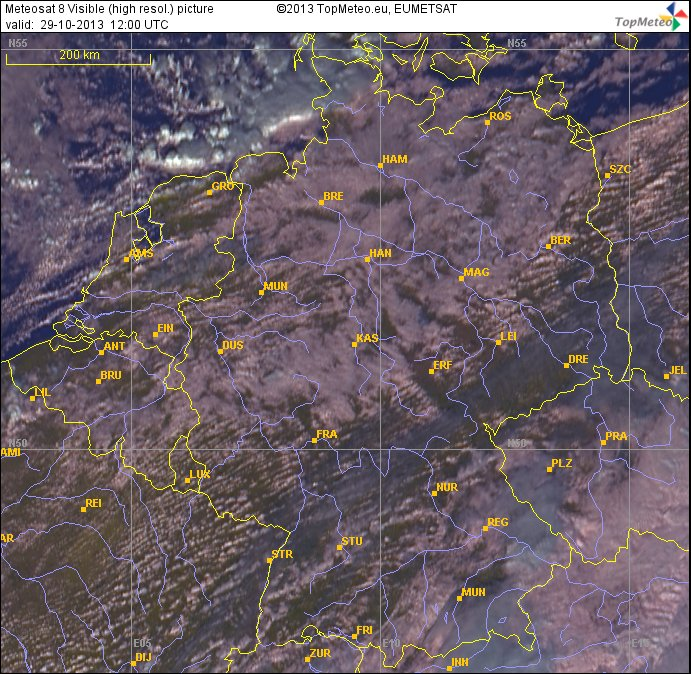 Meteosat 8 Visible (high resol.) picture ©2013 TopMeteo.eu, EUMETSAT
valid: 29-10-2013 12:00 UTC
TopMeteo
N55 N55
200 km
ROS
HAM
SZC
GRO
BRE
BER
AMS
HAN
MAG
MUN
EIN
ANT
DUS
KAS
LEI
DRE
BRU
ERF
JEL
LIL
FRA
N50 N50
PRA
AMI
PLZ
LUX
NUR
REI
REG
AR
STU
STR
MUN
FRI
E05 E10 E15
DIJ
ZUR
INN